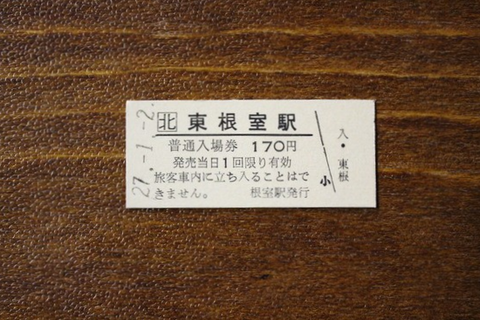 27.-1.-2.
北 東根室駅
普通入場券 170円
発売当日1回限り有効
旅客車内に立ち入ることはで
きません。 根室駅発行
小
入・東根